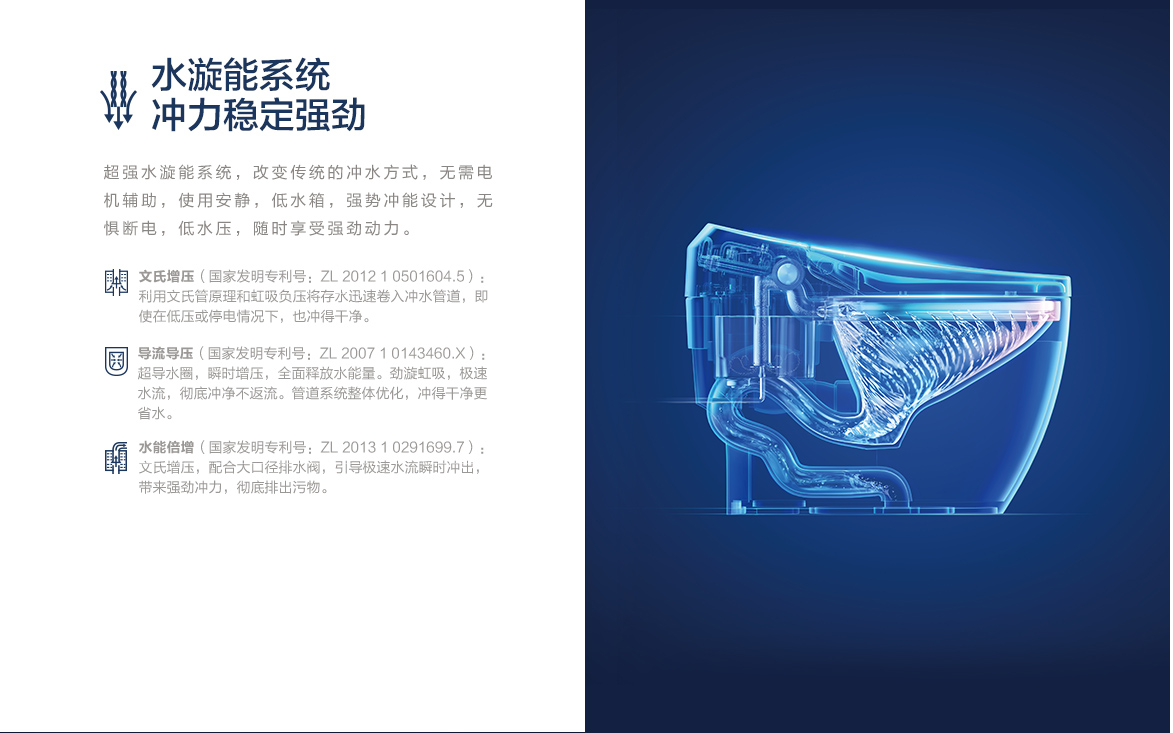 水漩能系统
冲力稳定强劲
超强水漩能系统，改变传统的冲水方式，无需电
机辅助，使用安静，低水箱，强势冲能设计，无
惧断电，低水压，随时享受强劲动力。
文氏增压（国家发明专利号：ZL 2012 1 0501604.5）：
利用文氏管原理和虹吸负压将存水迅速卷入冲水管道，即
使在低压或停电情况下，也冲得干净。
导流导压（国家发明专利号：ZL 2007 1 0143460.X）：
超导水圈，瞬时增压，全面释放水能量。劲漩虹吸，极速
水流，彻底冲净不返流。管道系统整体优化，冲得干净更
省水。
水能倍增（国家发明专利号：ZL 2013 1 0291699.7）：
文氏增压，配合大口径排水阀，引导极速水流瞬时冲出，
带来强劲冲力，彻底排出污物。